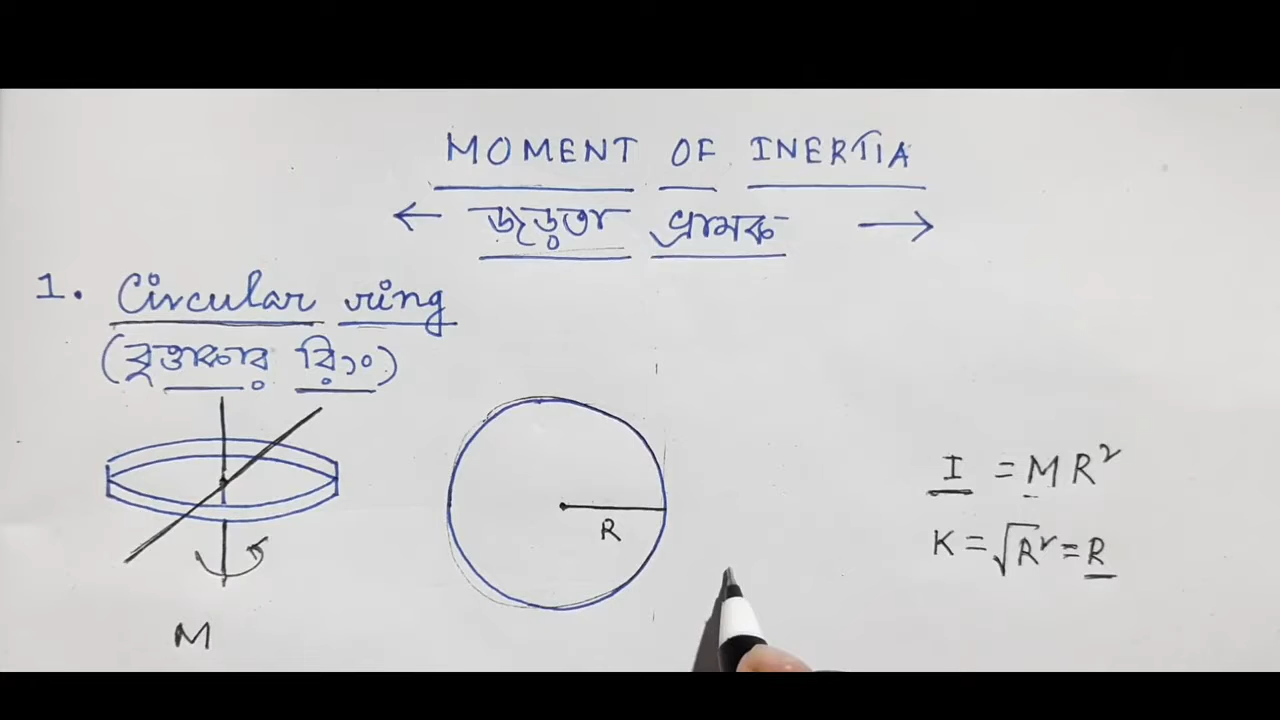 MOMENT OF INERTIA
← জড়তা ভ্রামক →
1. Circular ring
(বৃত্তাকার রিং)
R
M
I = MR²
K = √R² = R